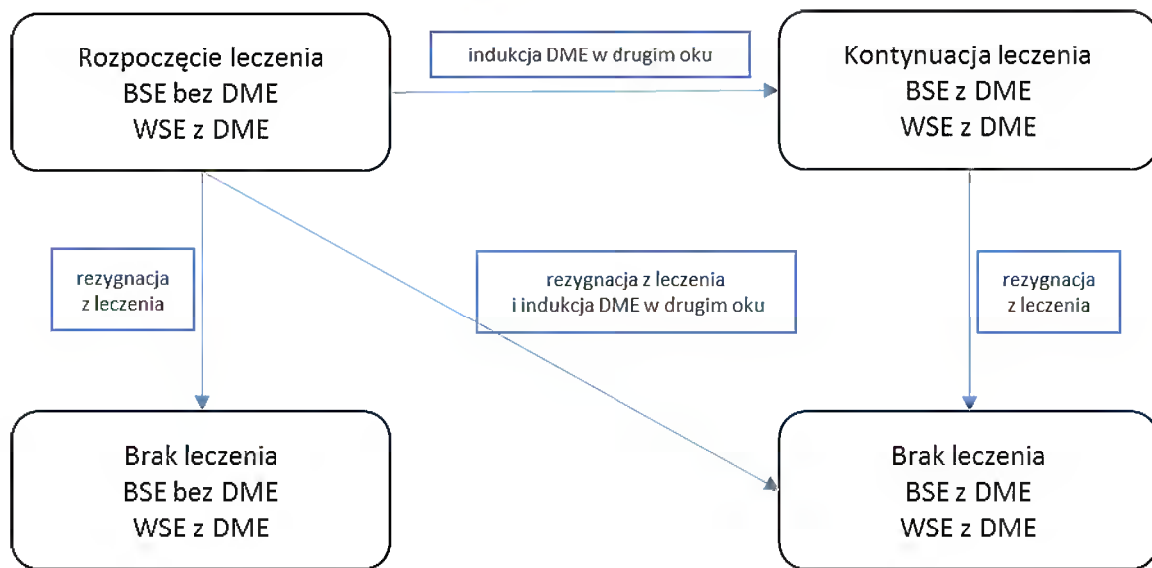 Rozpoczęcie leczenia
BSE bez DME
WSE z DME
indukcja DME w drugim oku
Kontynuacja leczenia
BSE z DME
WSE z DME
rezygnacja
z leczenia
rezygnacja z leczenia
i indukcja DME w drugim oku
rezygnacja
z leczenia
Brak leczenia
BSE bez DME
WSE z DME
Brak leczenia
BSE z DME
WSE z DME